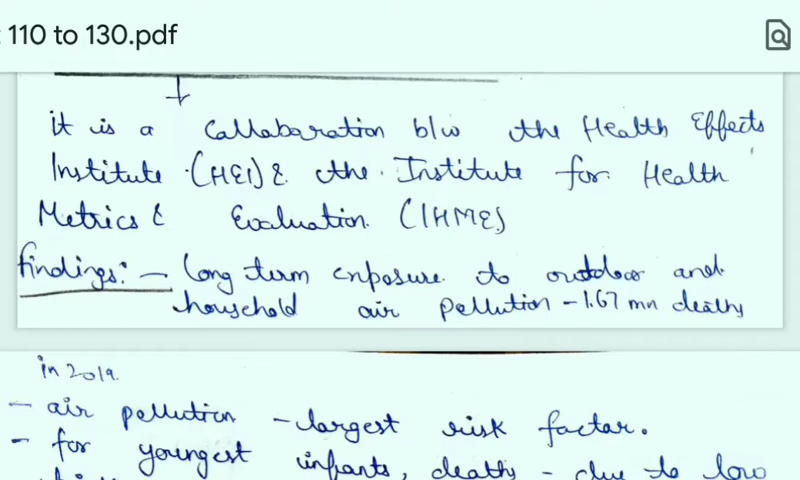 110 to 130.pdf
it is a Collaboration b/w the Health Effects
Institute (HEI) & the Institute for Health
Metrics & Evaluation (IHME)
findings:- long term exposure to outdoor and
household air pollution - 1.67 mn deaths
in 2019.
- air pollution - largest risk factor.
- for youngest infants, deaths - due to low